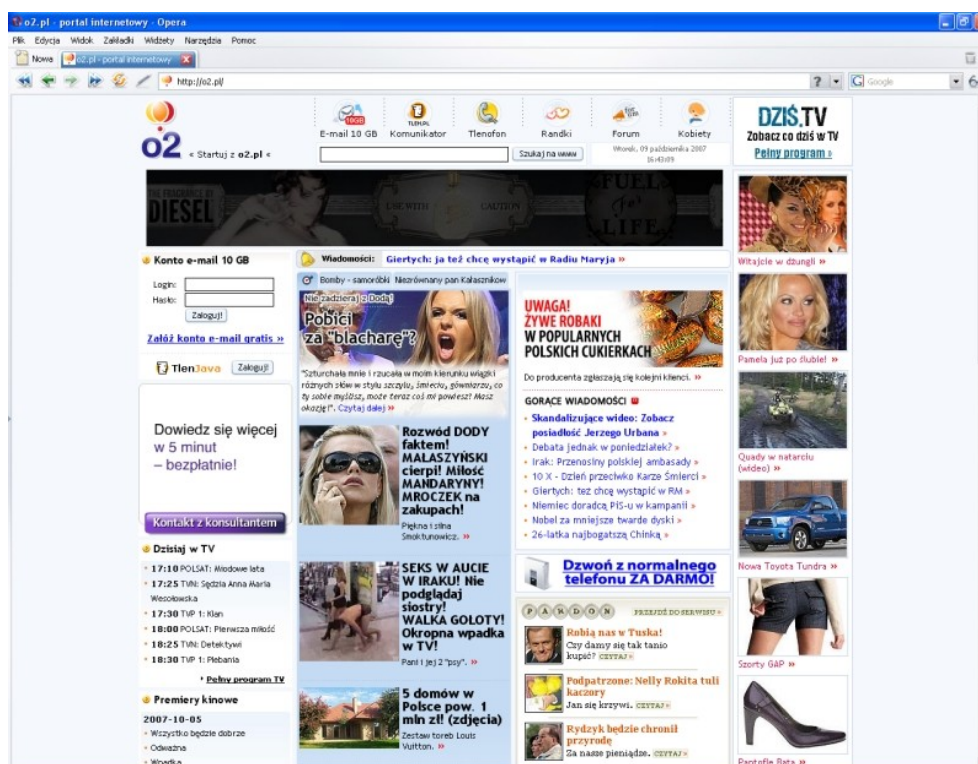 o2.pl - portal internetowy - Opera
Plik Edycja Widok Zakładki Widżety Narzędzia Pomoc
Nowa
o2.pl - portal internetowy
http://o2.pl/
?
Google
o2
« Startuj z o2.pl «
10GB
E-mail 10 GB
TLEN.PL
Komunikator
Tlenofon
Randki
Forum
Kobiety
Szukaj na www
Wtorek, 09 października 2007
16:43:09
DZIŚ.TV
Zobacz co dziś w TV
Pełny program »
THE FRAGRANCE BY
DIESEL
USE WITH CAUTION
FUEL
For
LIFE
Konto e-mail 10 GB
Login:
Hasło:
Zaloguj!
Załóż konto e-mail gratis »
TlenJava Zaloguj!
Dowiedz się więcej
w 5 minut
– bezpłatnie!
Kontakt z konsultantem
Dzisiaj w TV
17:10 POLSAT: Miodowe lata
17:25 TVN: Sędzia Anna Maria
Wesołowska
17:30 TVP 1: Klan
18:00 POLSAT: Pierwsza miłość
18:25 TVN: Detektywi
18:30 TVP 1: Plebania
Pełny program TV
Premiery kinowe
2007-10-05
Wszystko będzie dobrze
Odważna
Wpadka
Wiadomości: Giertych: ja też chcę wystąpić w Radiu Maryja »
Bomby - samoróbki Niezrównany pan Kałasznikow
Nie zadzieraj z Dodą!
Pobici
za "blacharę"?
"Szturchała mnie i rzucała w moim kierunku wiązki
różnych słów w stylu szczylu, śmieciu, gówniarzu, co
ty sobie myślisz, może teraz coś mi powiesz? Masz
okazję!". Czytaj dalej »
Rozwód DODY
faktem!
MAŁASZYŃSKI
cierpi! Miłość
MANDARYNY!
MROCZEK na
zakupach!
Piękna i silna
Smoktunowicz. »
SEKS W AUCIE
W IRAKU! Nie
podglądaj
siostry!
WALKA GOŁOTY!
Okropna wpadka
w TV!
Pani i jej 2 "psy". »
5 domów w
Polsce pow. 1
mln zł! (zdjęcia)
Zestaw toreb Louis
Vuitton. »
UWAGA!
ŻYWE ROBAKI
W POPULARNYCH
POLSKICH CUKIERKACH
Do producenta zgłaszają się kolejni klienci. »
GORĄCE WIADOMOŚCI
Skandalizujące wideo: Zobacz
posiadłość Jerzego Urbana »
Debata jednak w poniedziałek? »
Irak: Przenosiny polskiej ambasady »
10 X - Dzień przeciwko Karze Śmierci »
Giertych: też chcę wystąpić w RM »
Niemiec doradcą PiS-u w kampanii »
Nobel za mniejsze twarde dyski »
26-latka najbogatszą Chinką »
Dzwoń z normalnego
telefonu ZA DARMO!
PARDON PRZEJDŹ DO SERWISU »
Robią nas w Tuska!
Czy damy się tak tanio
kupić? CZYTAJ »
Podpatrzone: Nelly Rokita tuli
kaczory
Jan się krzywi. CZYTAJ »
Rydzyk będzie chronił
przyrodę
Za nasze pieniądze. CZYTAJ »
Witajcie w dżungli »
Pamela już po ślubie! »
Quady w natarciu
(wideo) »
Nowa Toyota Tundra »
Szorty GAP »
Pantofle Bata »